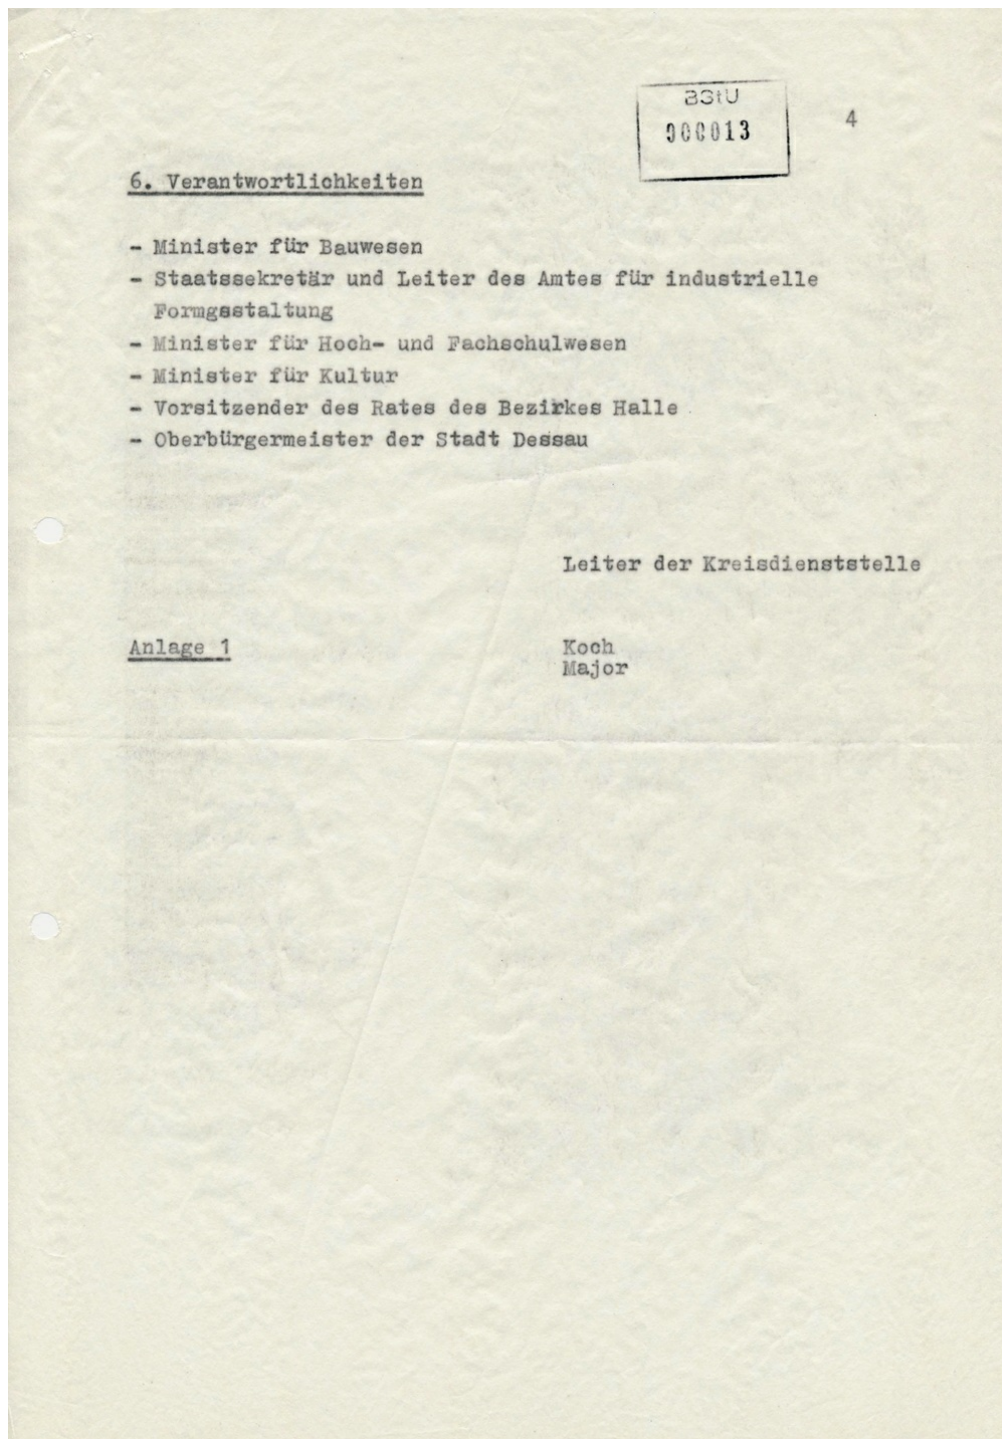 BStU
000013
4
6. Verantwortlichkeiten
- Minister für Bauwesen
- Staatssekretär und Leiter des Amtes für industrielle
Formgestaltung
- Minister für Hoch- und Fachschulwesen
- Minister für Kultur
- Vorsitzender des Rates des Bezirkes Halle
- Oberbürgermeister der Stadt Dessau
Leiter der Kreisdienststelle
Anlage 1
Koch
Major